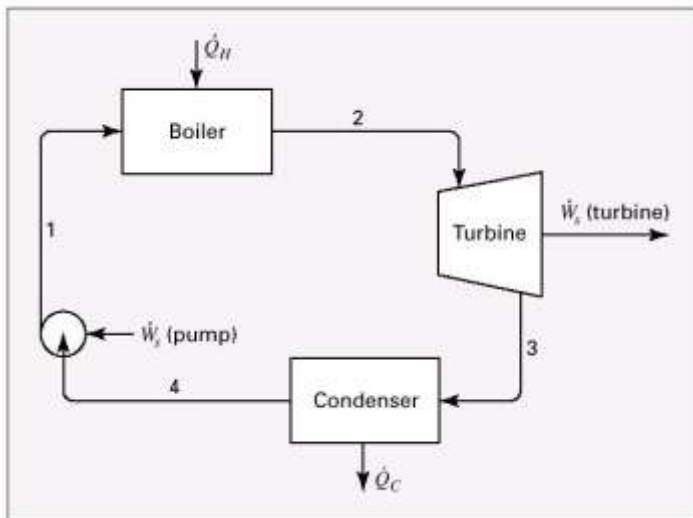 Q̇_H
Boiler
2
1
Turbine
Ẇ_s (turbine)
Ẇ_s (pump)
3
4
Condenser
Q̇_C